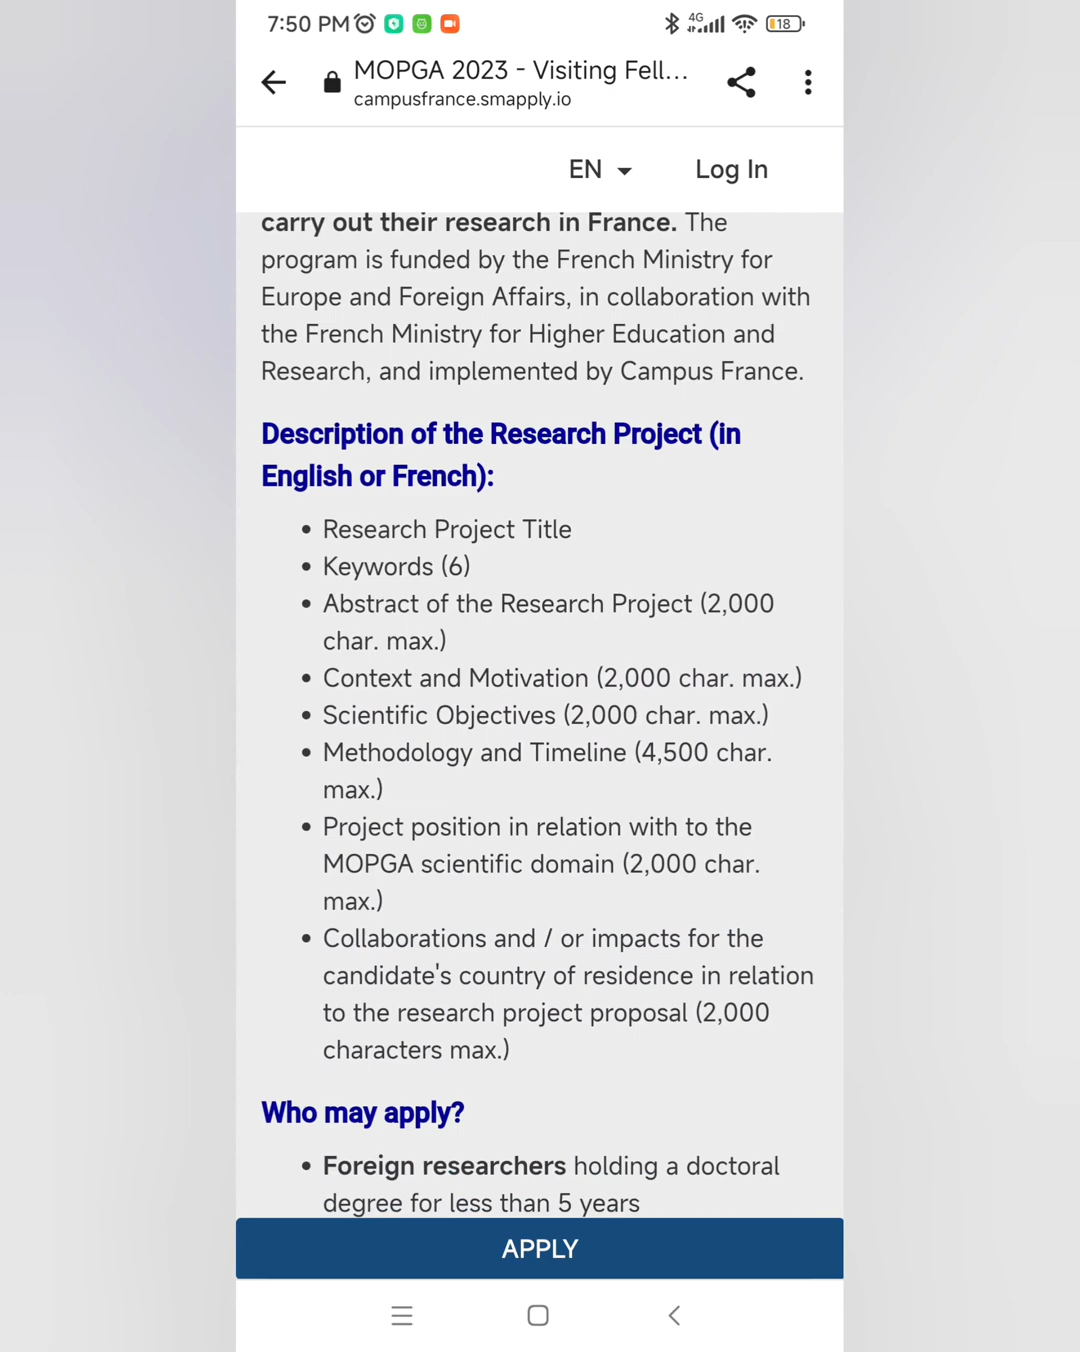 7:50 PM
4G
18
MOPGA 2023 - Visiting Fell...
campusfrance.smapply.io
EN
Log In
carry out their research in France. The
program is funded by the French Ministry for
Europe and Foreign Affairs, in collaboration with
the French Ministry for Higher Education and
Research, and implemented by Campus France.
Description of the Research Project (in
English or French):
• Research Project Title
• Keywords (6)
• Abstract of the Research Project (2,000
char. max.)
• Context and Motivation (2,000 char. max.)
• Scientific Objectives (2,000 char. max.)
• Methodology and Timeline (4,500 char.
max.)
• Project position in relation with to the
MOPGA scientific domain (2,000 char.
max.)
• Collaborations and / or impacts for the
candidate's country of residence in relation
to the research project proposal (2,000
characters max.)
Who may apply?
• Foreign researchers holding a doctoral
degree for less than 5 years
APPLY